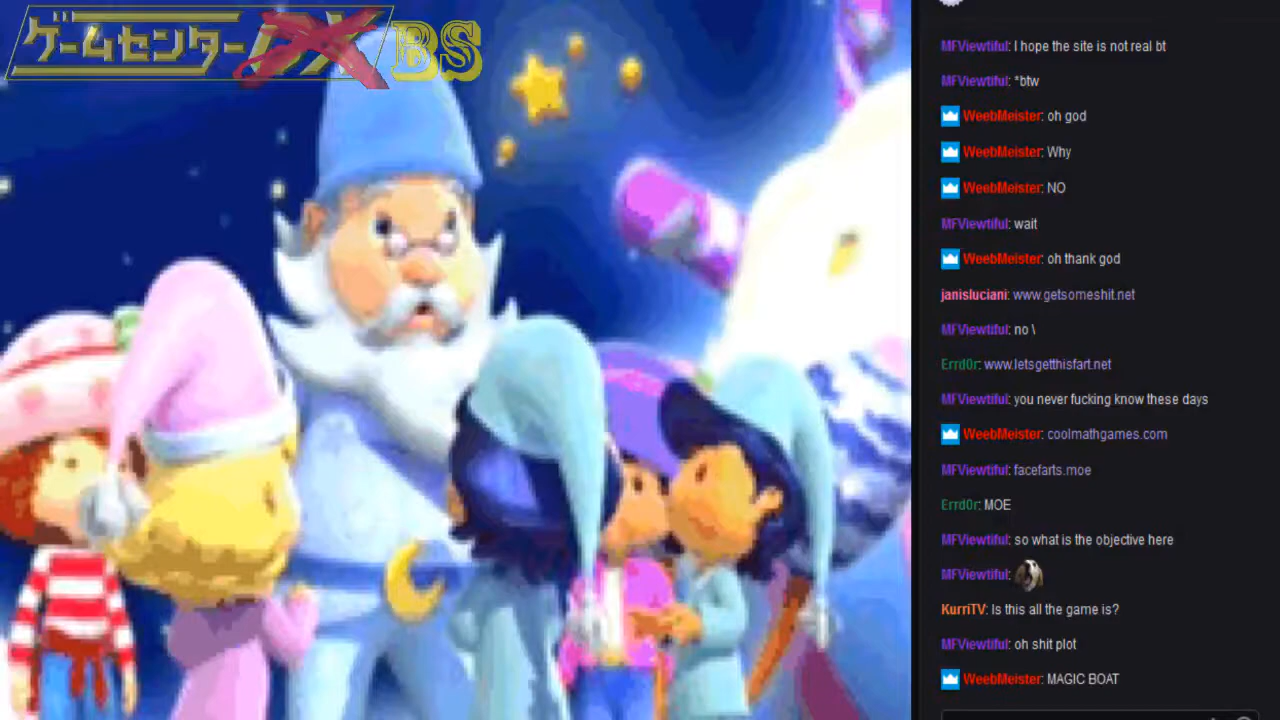 ゲームセンターDX BS
MFViewtiful: I hope the site is not real bt
MFViewtiful: *btw
WeebMeister: oh god
WeebMeister: Why
WeebMeister: NO
MFViewtiful: wait
WeebMeister: oh thank god
janisluciani: www.getsomeshit.net
MFViewtiful: no \
Errd0r: www.letsgetthisfart.net
MFViewtiful: you never fucking know these days
WeebMeister: coolmathgames.com
MFViewtiful: facefarts.moe
Errd0r: MOE
MFViewtiful: so what is the objective here
MFViewtiful:
KurriTV: Is this all the game is?
MFViewtiful: oh shit plot
WeebMeister: MAGIC BOAT